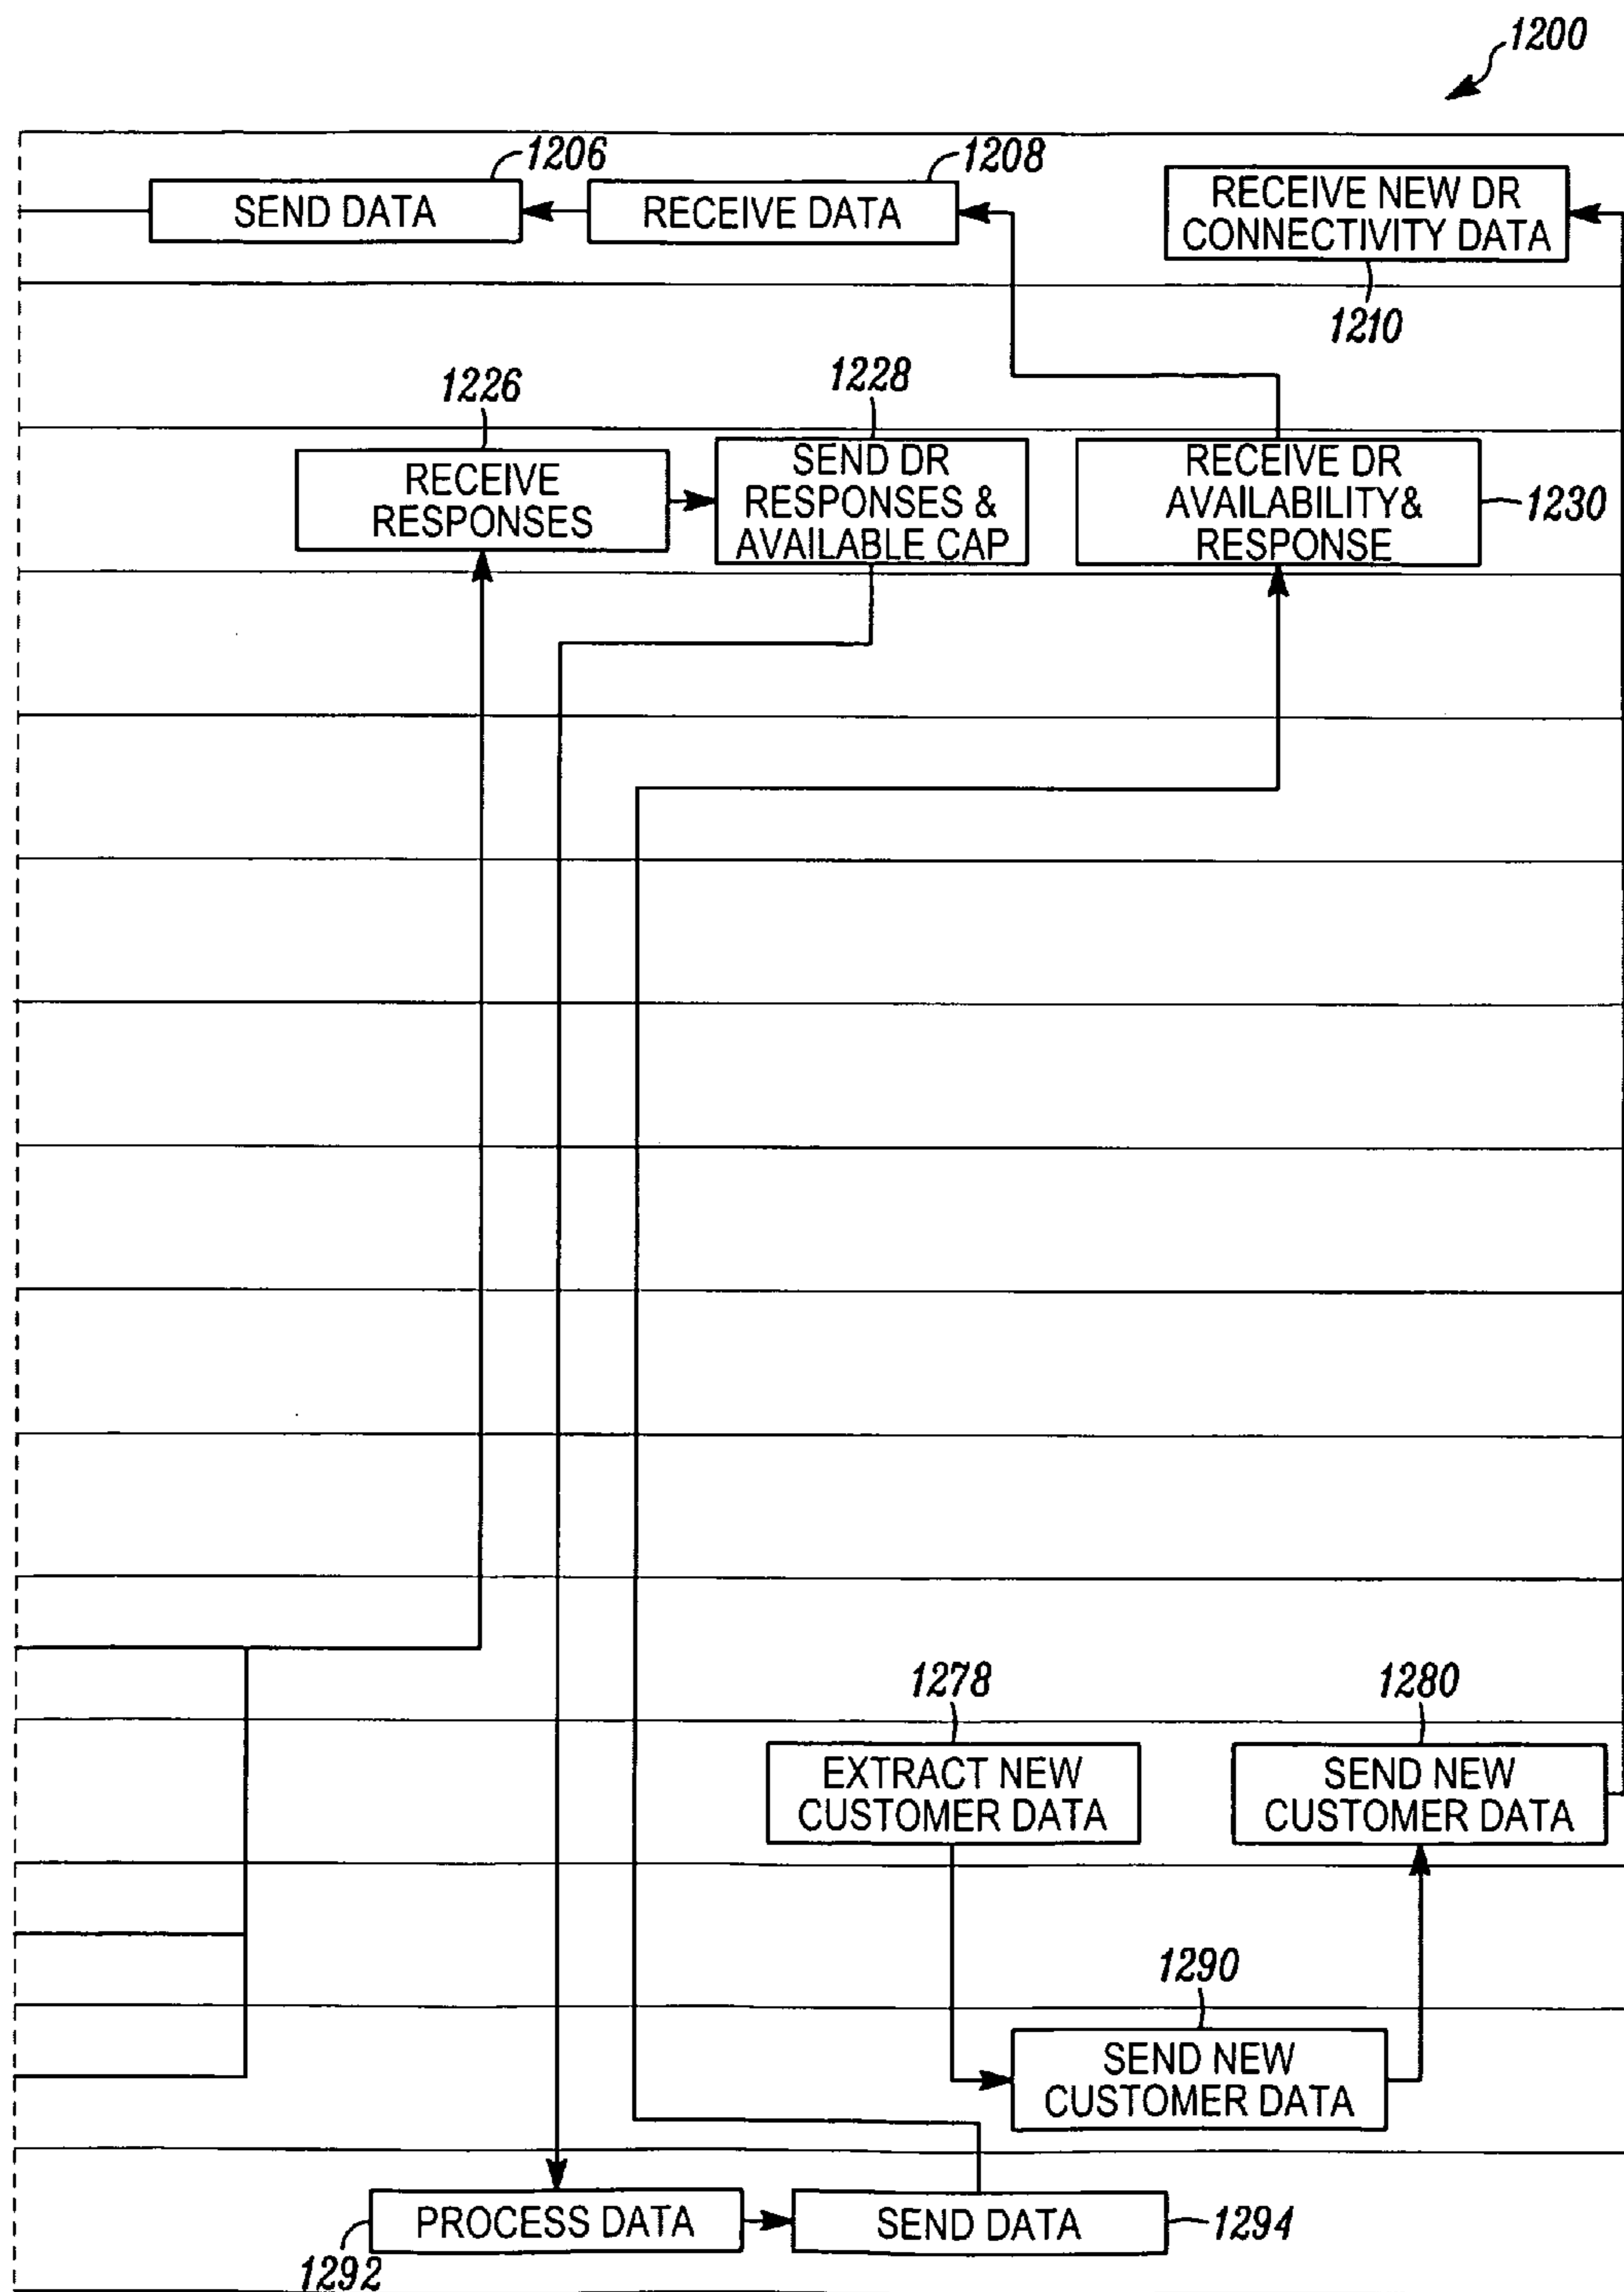 1200
1206
1208
SEND DATA
RECEIVE DATA
RECEIVE NEW DR
CONNECTIVITY DATA
1210
1226
1228
RECEIVE
RESPONSES
SEND DR
RESPONSES &
AVAILABLE CAP
RECEIVE DR
AVAILABILITY&
RESPONSE
1230
1278
1280
EXTRACT NEW
CUSTOMER DATA
SEND NEW
CUSTOMER DATA
1290
SEND NEW
CUSTOMER DATA
PROCESS DATA
SEND DATA
1294
1292